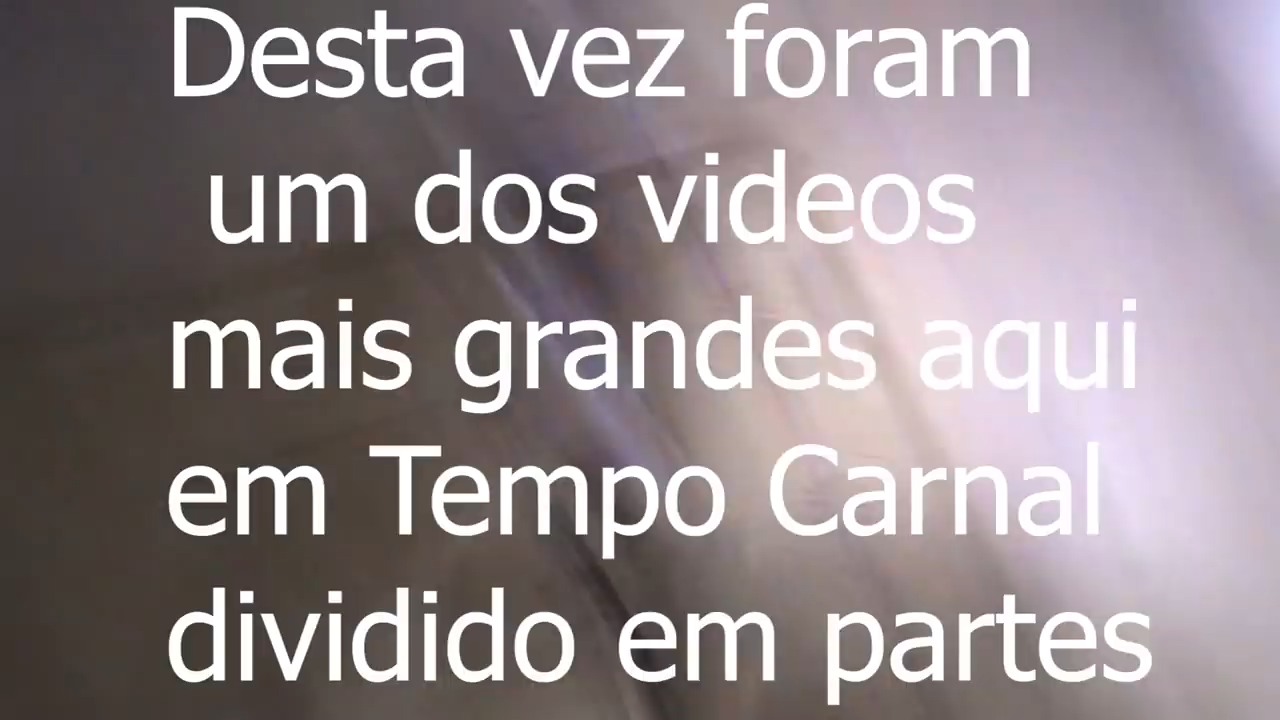 Desta vez foram
um dos videos
mais grandes aqui
em Tempo Carnal
dividido em partes